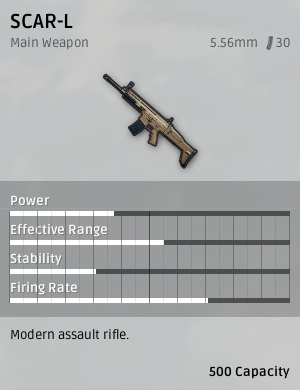 SCAR-L
Main Weapon 5.56mm 30
Power
Effective Range
Stability
Firing Rate
Modern assault rifle.
500 Capacity